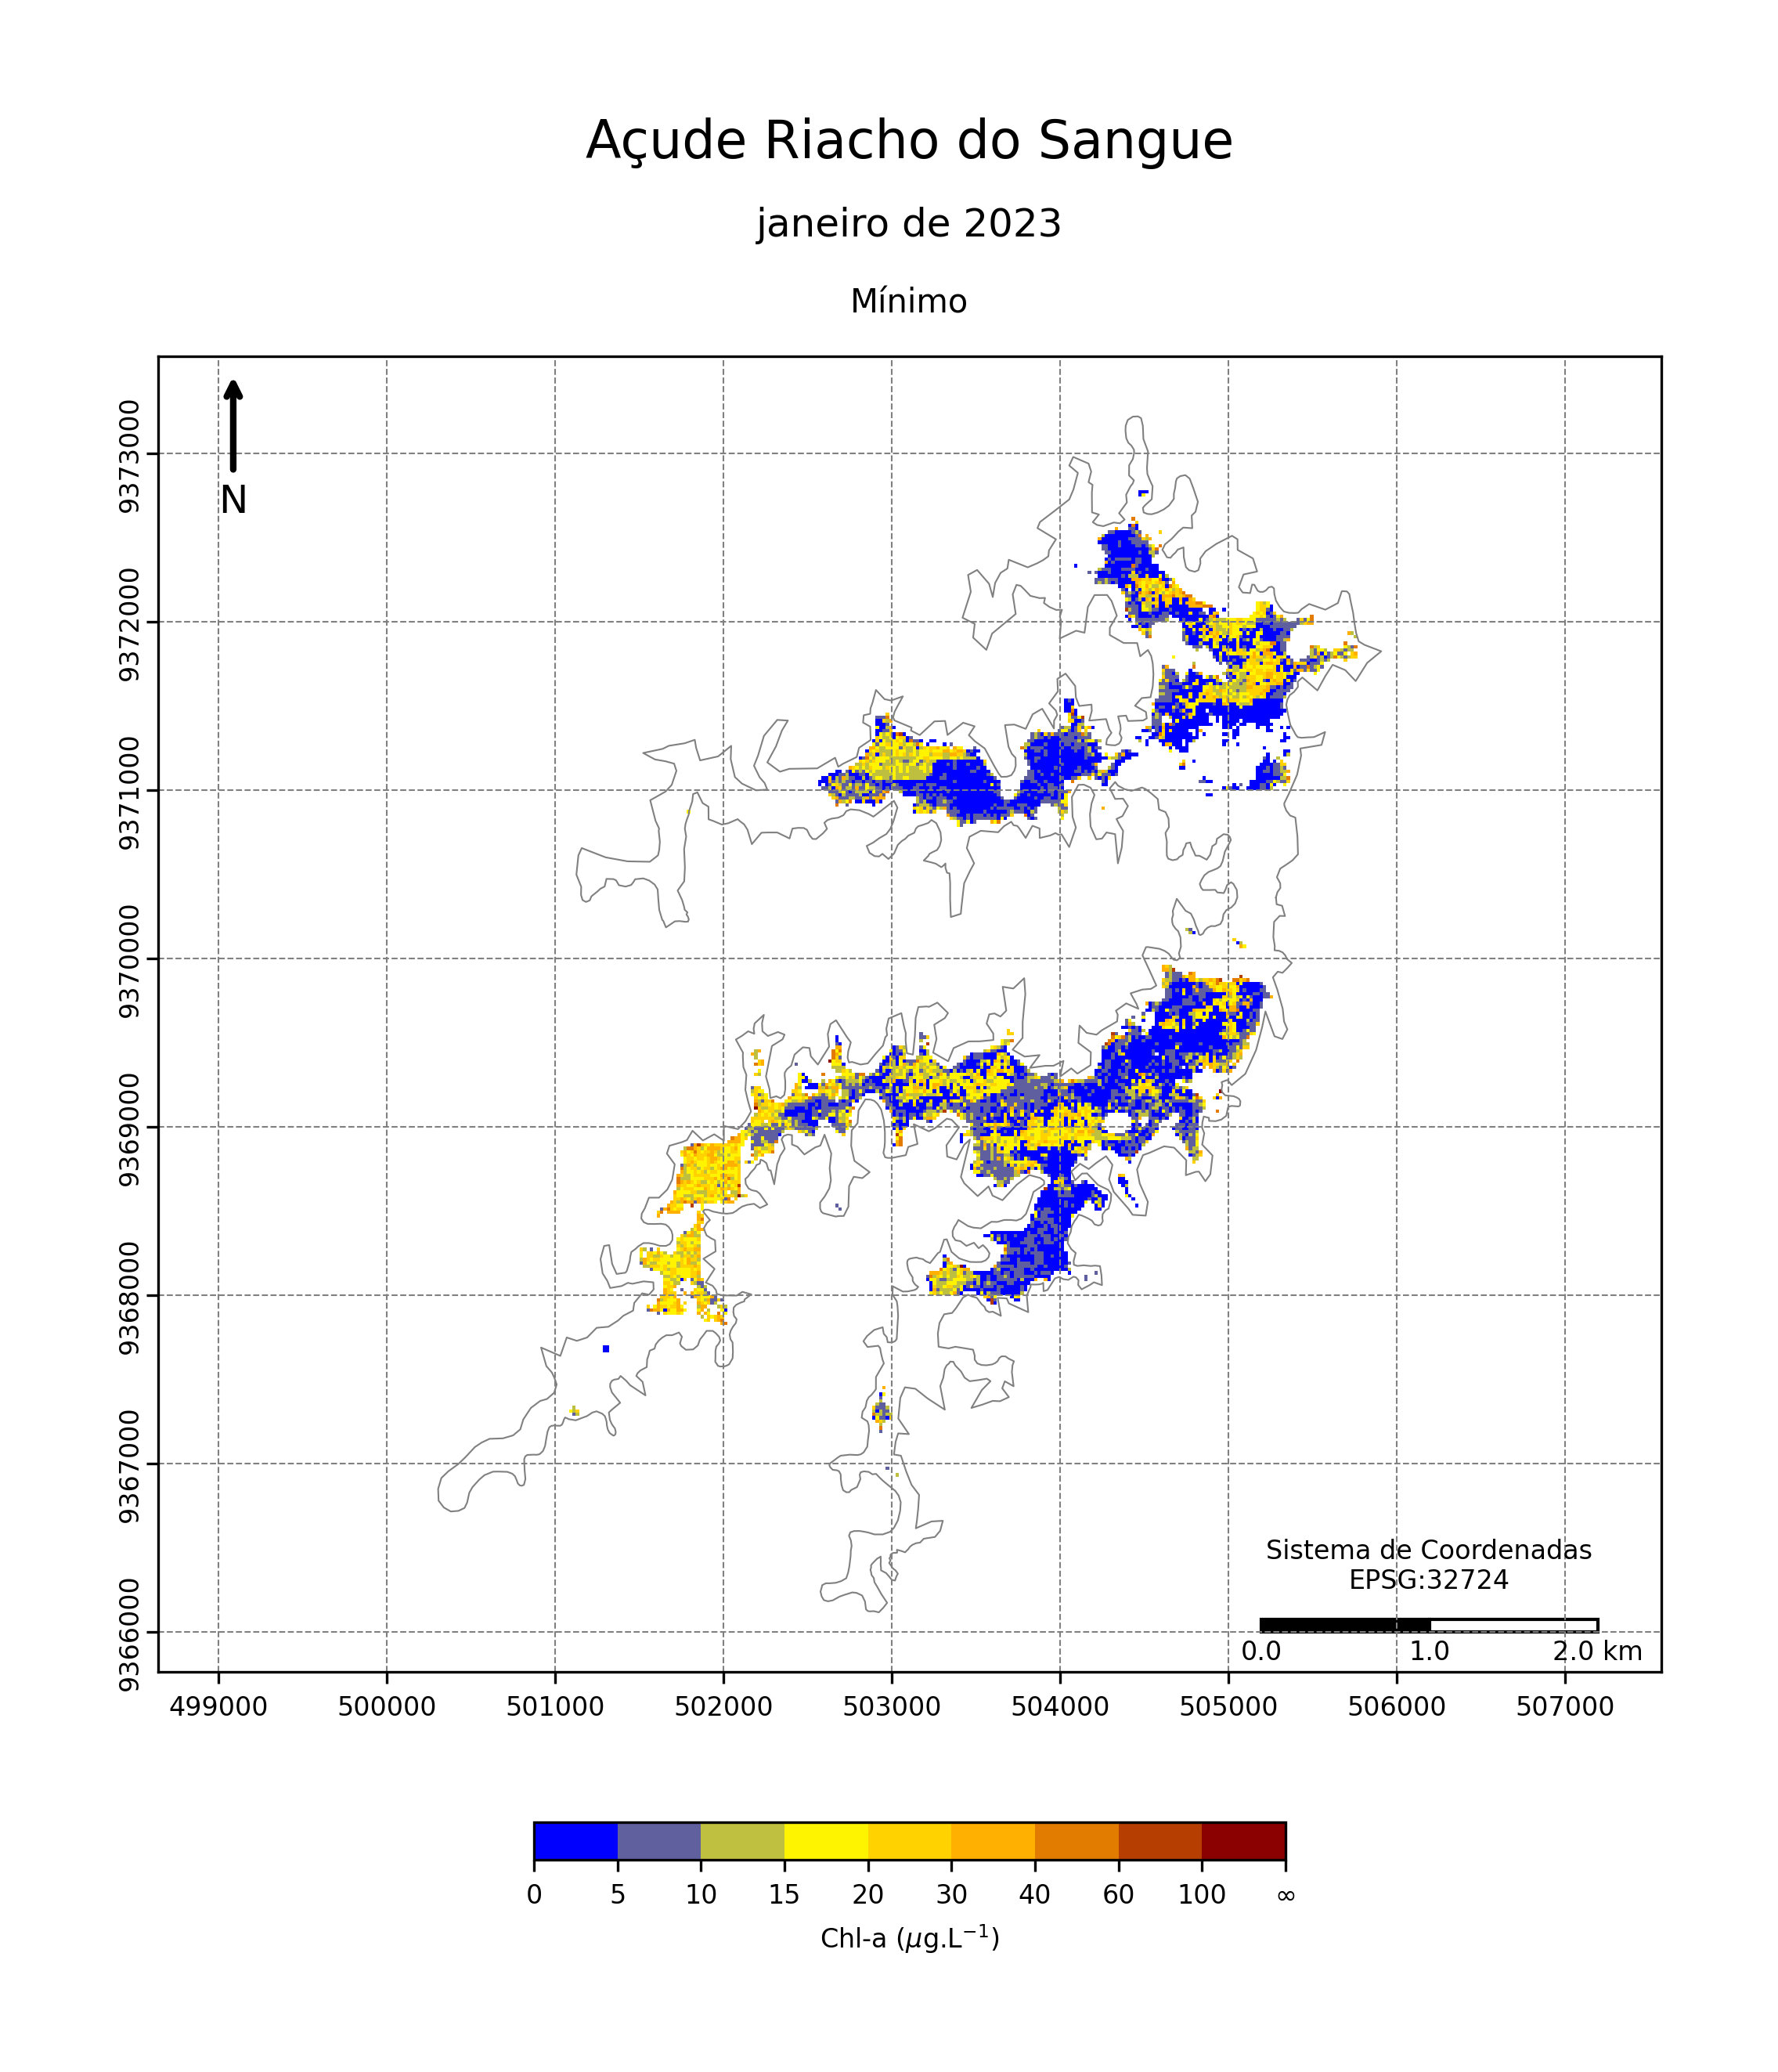 Açude Riacho do Sangue
janeiro de 2023
Mínimo
9373000
9372000
9371000
9370000
9369000
9368000
9367000
9366000
N
Sistema de Coordenadas
EPSG:32724
0.0 1.0 2.0 km
499000 500000 501000 502000 503000 504000 505000 506000 507000
0 5 10 15 20 30 40 60 100 ∞
Chl-a (μg.L⁻¹)